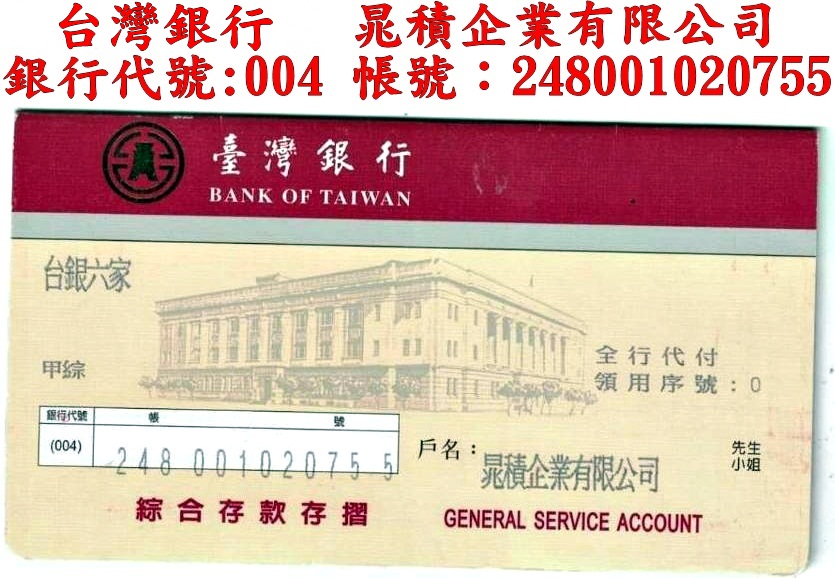 台灣銀行 晁積企業有限公司
銀行代號:004 帳號：248001020755
臺灣銀行
BANK OF TAIWAN
台銀六家
全行代付
甲綜
領用序號：0
銀行代號 帳 號
(004) 248 001020755
戶名：晁積企業有限公司 先生
小姐
綜合存款存摺 GENERAL SERVICE ACCOUNT